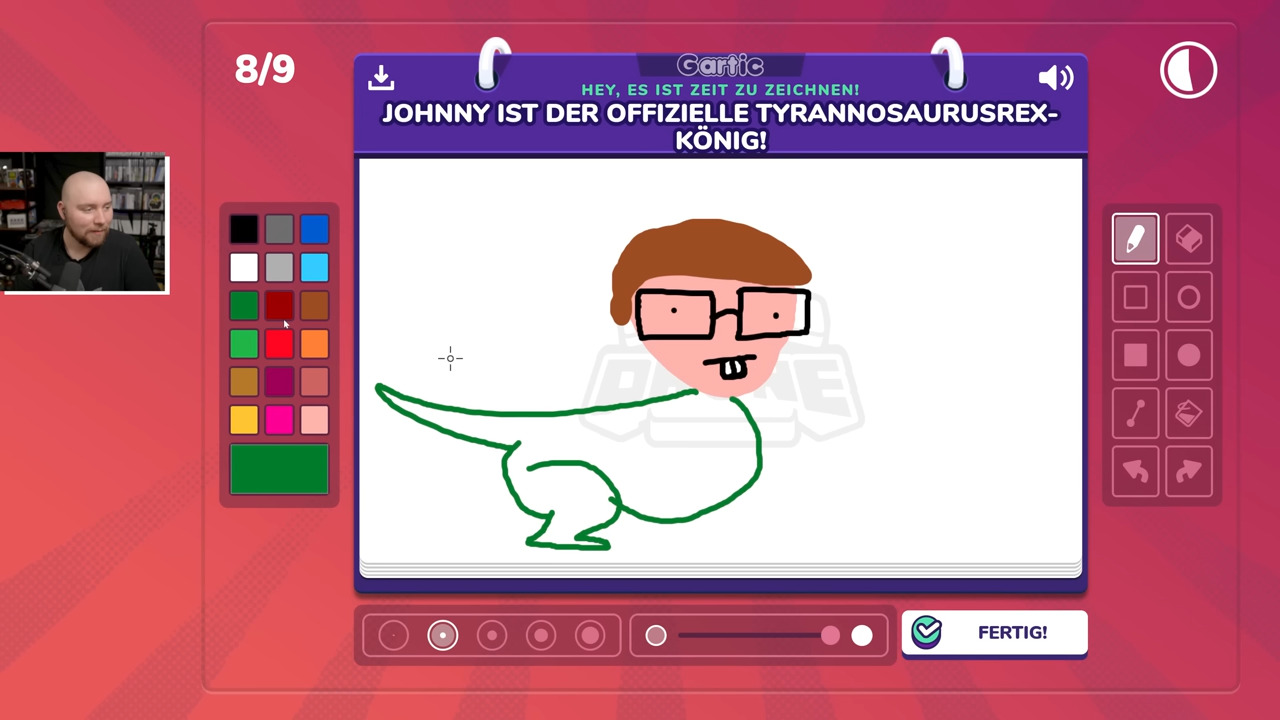 8/9
Gartic
HEY, ES IST ZEIT ZU ZEICHNEN!
JOHNNY IST DER OFFIZIELLE TYRANNOSAURUSREX-
KÖNIG!
FERTIG!